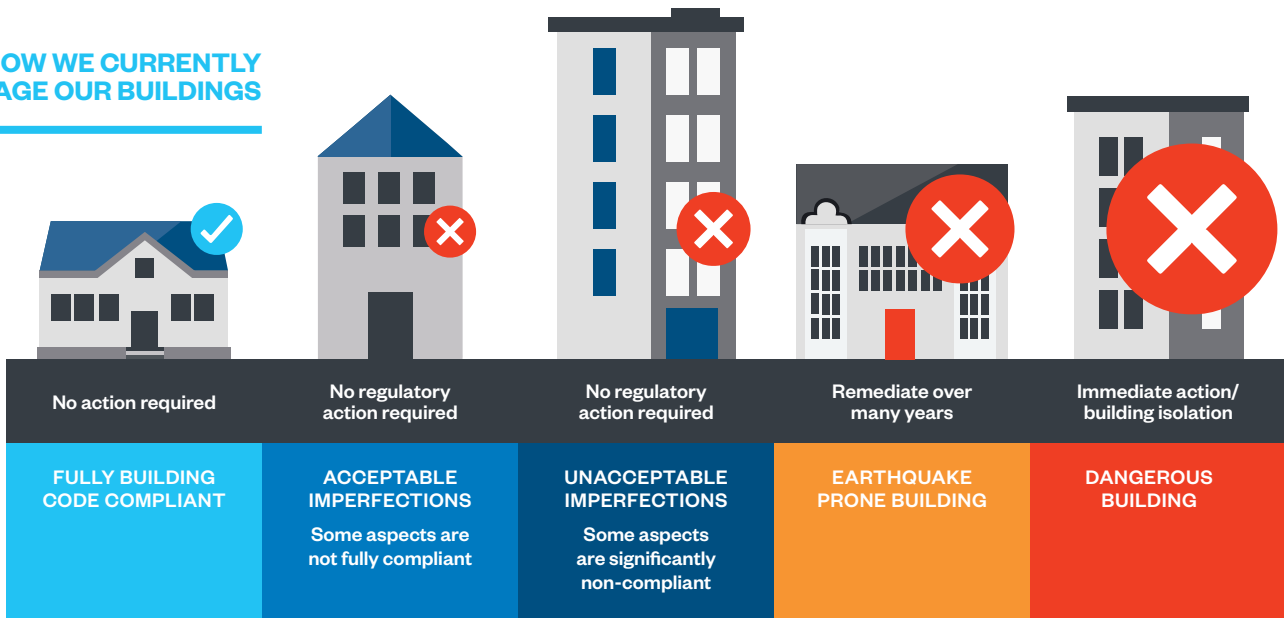 OW WE CURRENTLY
AGE OUR BUILDINGS
No action required
No regulatory
action required
No regulatory
action required
Remediate over
many years
Immediate action/
building isolation
FULLY BUILDING
CODE COMPLIANT
ACCEPTABLE
IMPERFECTIONS
Some aspects are
not fully compliant
UNACCEPTABLE
IMPERFECTIONS
Some aspects
are significantly
non-compliant
EARTHQUAKE
PRONE BUILDING
DANGEROUS
BUILDING